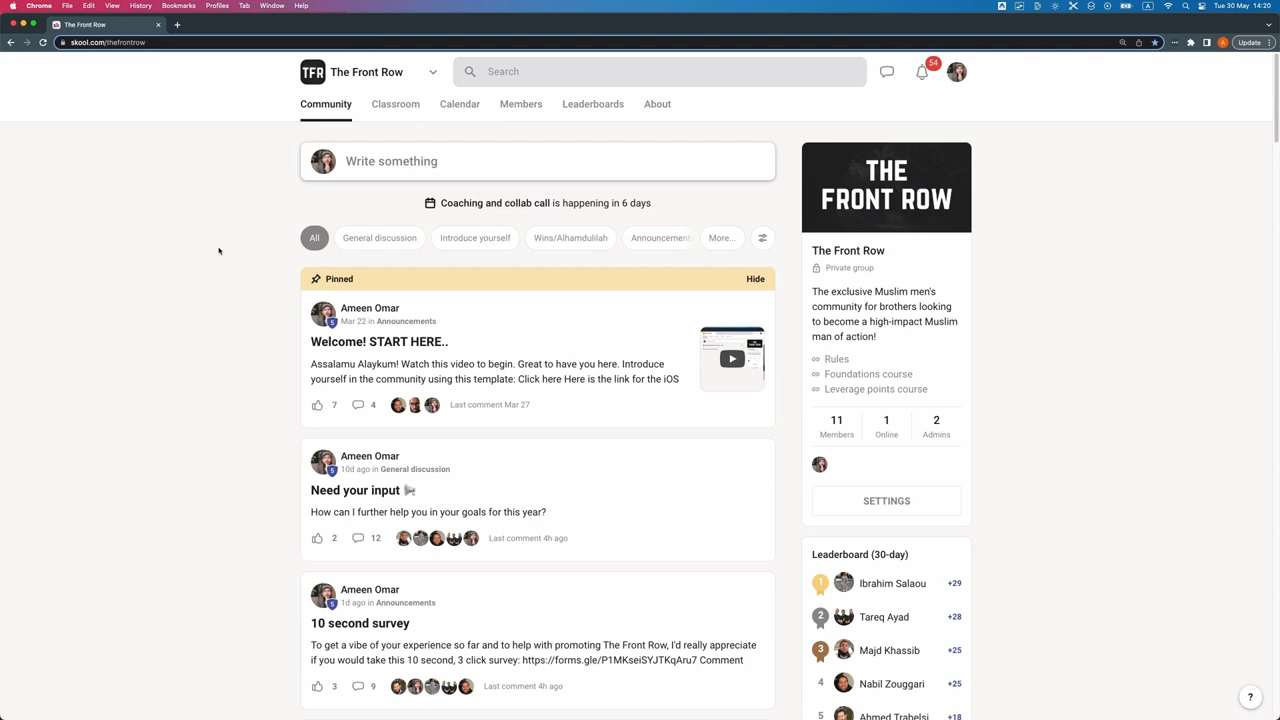 Chrome File Edit View History Bookmarks Profiles Tab Window Help
Tue 30 May 14:20
The Front Row
skool.com/thefrontrow
Update
TFR The Front Row
Search
54
Community Classroom Calendar Members Leaderboards About
Write something
Coaching and collab call is happening in 6 days
All General discussion Introduce yourself Wins/Alhamdulilah Announcements More...
Pinned Hide
Ameen Omar
5
Mar 22 in Announcements
Welcome! START HERE..
Assalamu Alaykum! Watch this video to begin. Great to have you here. Introduce
yourself in the community using this template: Click here Here is the link for the iOS
7 4 Last comment Mar 27
Ameen Omar
5
10d ago in General discussion
Need your input
How can I further help you in your goals for this year?
2 12 Last comment 4h ago
Ameen Omar
5
1d ago in Announcements
10 second survey
To get a vibe of your experience so far and to help with promoting The Front Row, I'd really appreciate
if you would take this 10 second, 3 click survey: https://forms.gle/P1MKseiSYJTKqAru7 Comment
3 9 Last comment 4h ago
THE
FRONT ROW
The Front Row
Private group
The exclusive Muslim men's
community for brothers looking
to become a high-impact Muslim
man of action!
Rules
Foundations course
Leverage points course
11 1 2
Members Online Admins
SETTINGS
Leaderboard (30-day)
1 Ibrahim Salaou +29
2 Tareq Ayad +28
3 Majd Khassib +25
4 Nabil Zouggari +25
5 Ahmed Trabelsi +18
?